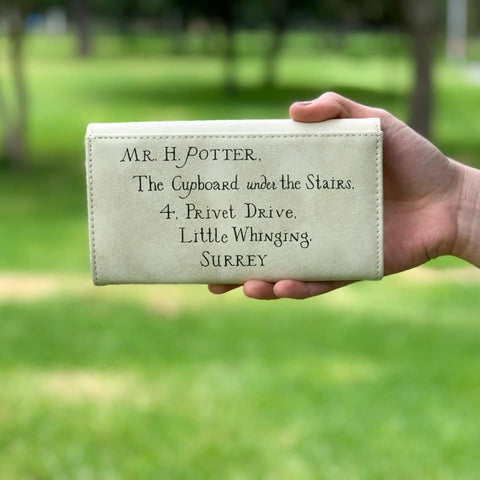 Mr. H. Potter,
The Cupboard under the Stairs,
4, Privet Drive,
Little Whinging,
Surrey